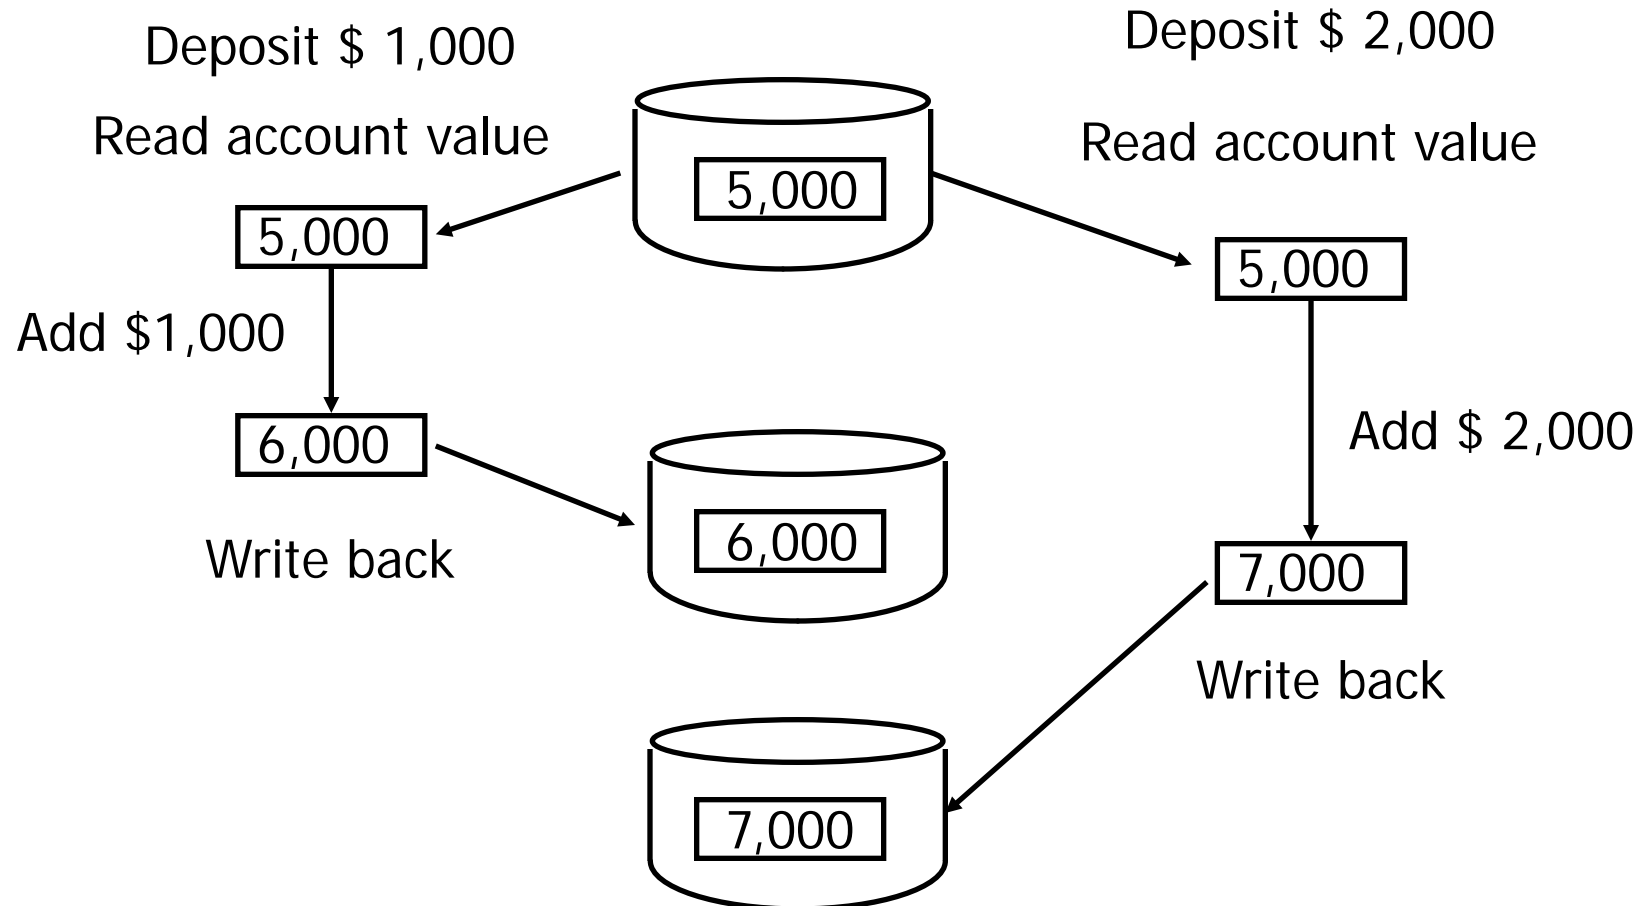 Deposit $ 1,000
Deposit $ 2,000
Read account value
Read account value
5,000
5,000
5,000
Add $1,000
Add $ 2,000
6,000
6,000
Write back
7,000
Write back
7,000